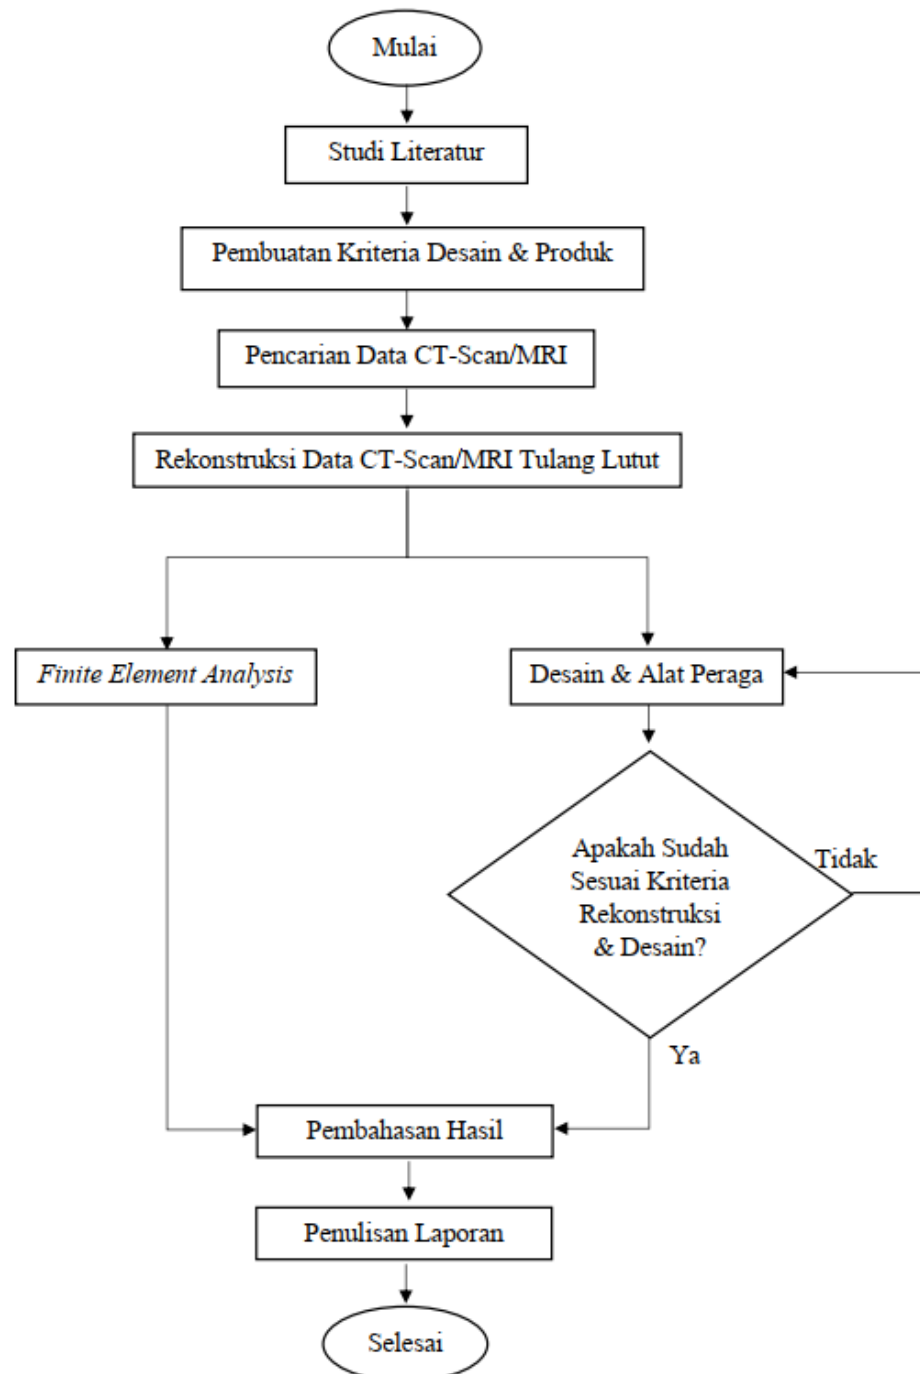 Mulai
Studi Literatur
Pembuatan Kriteria Desain & Produk
Pencarian Data CT-Scan/MRI
Rekonstruksi Data CT-Scan/MRI Tulang Lutut
Finite Element Analysis
Desain & Alat Peraga
Apakah Sudah
Sesuai Kriteria
Rekonstruksi
& Desain?
Tidak
Ya
Pembahasan Hasil
Penulisan Laporan
Selesai